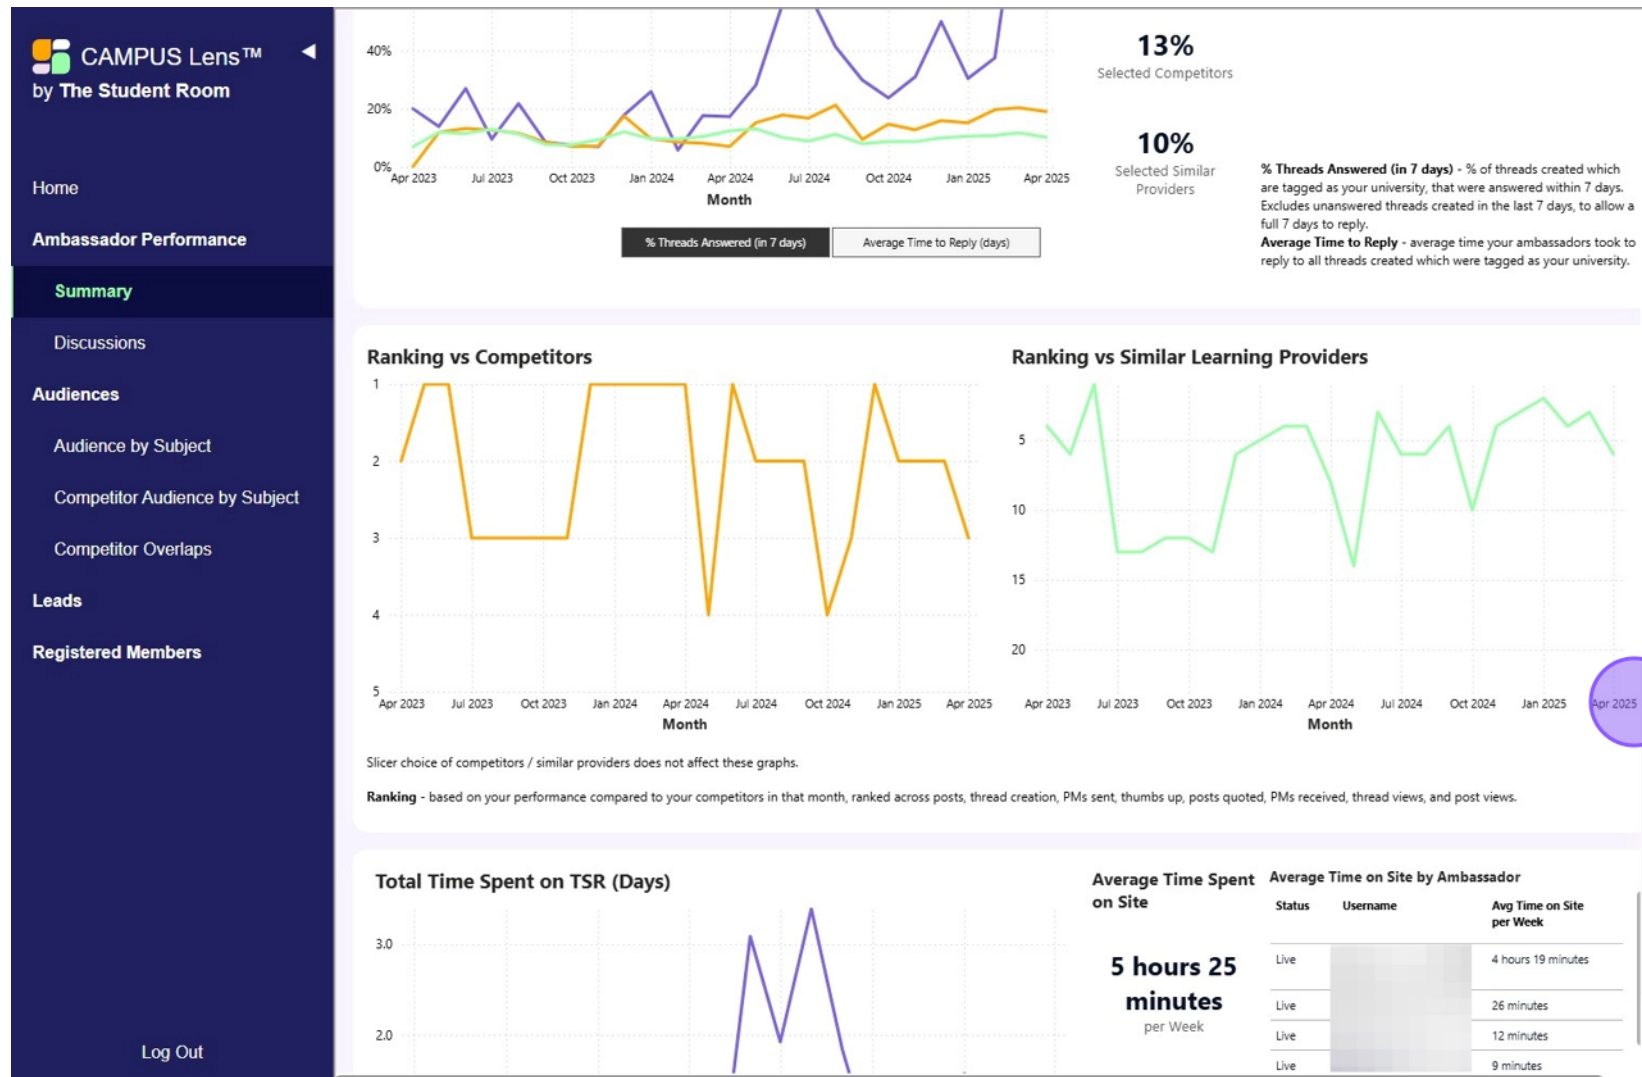 CAMPUS Lens™
by The Student Room
Home
Ambassador Performance
Summary
Discussions
Audiences
Audience by Subject
Competitor Audience by Subject
Competitor Overlaps
Leads
Registered Members
Log Out
40%
20%
0%
Apr 2023 Jul 2023 Oct 2023 Jan 2024 Apr 2024 Jul 2024 Oct 2024 Jan 2025 Apr 2025
Month
% Threads Answered (in 7 days) Average Time to Reply (days)
13%
Selected Competitors
10%
Selected Similar
Providers
% Threads Answered (in 7 days) - % of threads created which
are tagged as your university, that were answered within 7 days.
Excludes unanswered threads created in the last 7 days, to allow a
full 7 days to reply.
Average Time to Reply - average time your ambassadors took to
reply to all threads created which were tagged as your university.
Ranking vs Competitors
1
2
3
4
5
Apr 2023 Jul 2023 Oct 2023 Jan 2024 Apr 2024 Jul 2024 Oct 2024 Jan 2025 Apr 2025
Month
Ranking vs Similar Learning Providers
5
10
15
20
Apr 2023 Jul 2023 Oct 2023 Jan 2024 Apr 2024 Jul 2024 Oct 2024 Jan 2025 Apr 2025
Month
Slicer choice of competitors / similar providers does not affect these graphs.
Ranking - based on your performance compared to your competitors in that month, ranked across posts, thread creation, PMs sent, thumbs up, posts quoted, PMs received, thread views, and post views.
Total Time Spent on TSR (Days)
3.0
2.0
Average Time Spent
on Site
5 hours 25
minutes
per Week
Average Time on Site by Ambassador
Status Username Avg Time on Site
per Week
Live 4 hours 19 minutes
Live 26 minutes
Live 12 minutes
Live 9 minutes